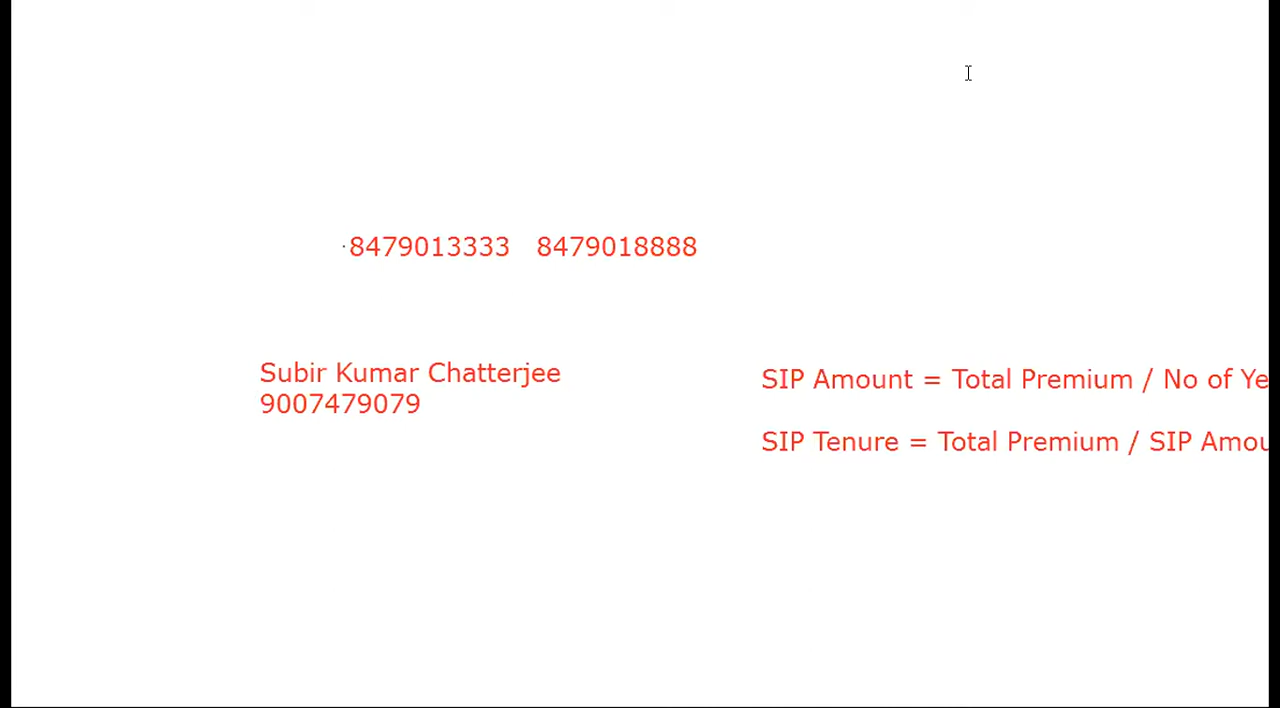 8479013333 8479018888
Subir Kumar Chatterjee
9007479079
SIP Amount = Total Premium / No of
SIP Tenure = Total Premium / SIP